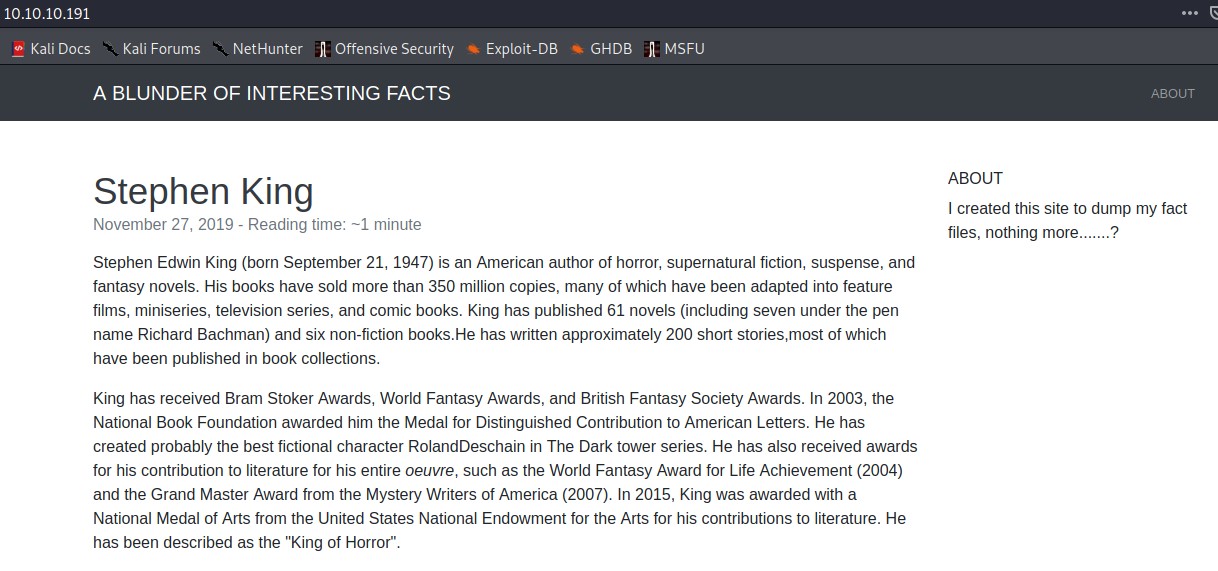 10.10.10.191
Kali Docs Kali Forums NetHunter Offensive Security Exploit-DB GHDB MSFU
A BLUNDER OF INTERESTING FACTS ABOUT
Stephen King
November 27, 2019 - Reading time: ~1 minute
Stephen Edwin King (born September 21, 1947) is an American author of horror, supernatural fiction, suspense, and
fantasy novels. His books have sold more than 350 million copies, many of which have been adapted into feature
films, miniseries, television series, and comic books. King has published 61 novels (including seven under the pen
name Richard Bachman) and six non-fiction books.He has written approximately 200 short stories,most of which
have been published in book collections.
King has received Bram Stoker Awards, World Fantasy Awards, and British Fantasy Society Awards. In 2003, the
National Book Foundation awarded him the Medal for Distinguished Contribution to American Letters. He has
created probably the best fictional character RolandDeschain in The Dark tower series. He has also received awards
for his contribution to literature for his entire oeuvre, such as the World Fantasy Award for Life Achievement (2004)
and the Grand Master Award from the Mystery Writers of America (2007). In 2015, King was awarded with a
National Medal of Arts from the United States National Endowment for the Arts for his contributions to literature. He
has been described as the "King of Horror".
ABOUT
I created this site to dump my fact
files, nothing more.......?